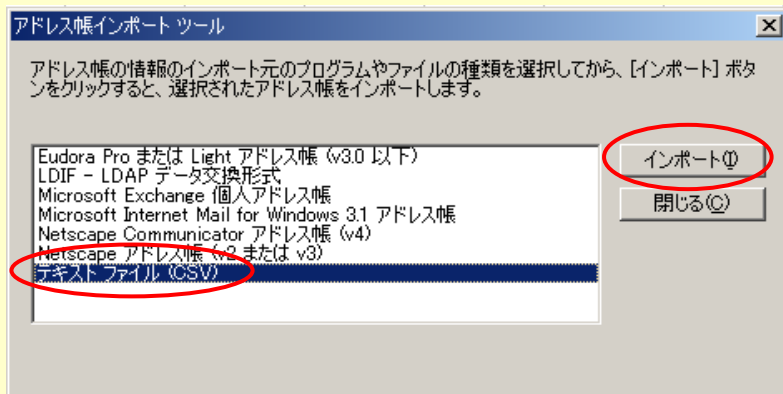 アドレス帳インポート ツール
アドレス帳の情報のインポート元のプログラムやファイルの種類を選択してから、[インポート] ボタ
ンをクリックすると、選択されたアドレス帳をインポートします。
Eudora Pro または Light アドレス帳 (v3.0 以下)
LDIF - LDAP データ交換形式
Microsoft Exchange 個人アドレス帳
Microsoft Internet Mail for Windows 3.1 アドレス帳
Netscape Communicator アドレス帳 (v4)
Netscape アドレス帳 (v2 または v3)
テキスト ファイル (CSV)
インポート(I)
閉じる(C)